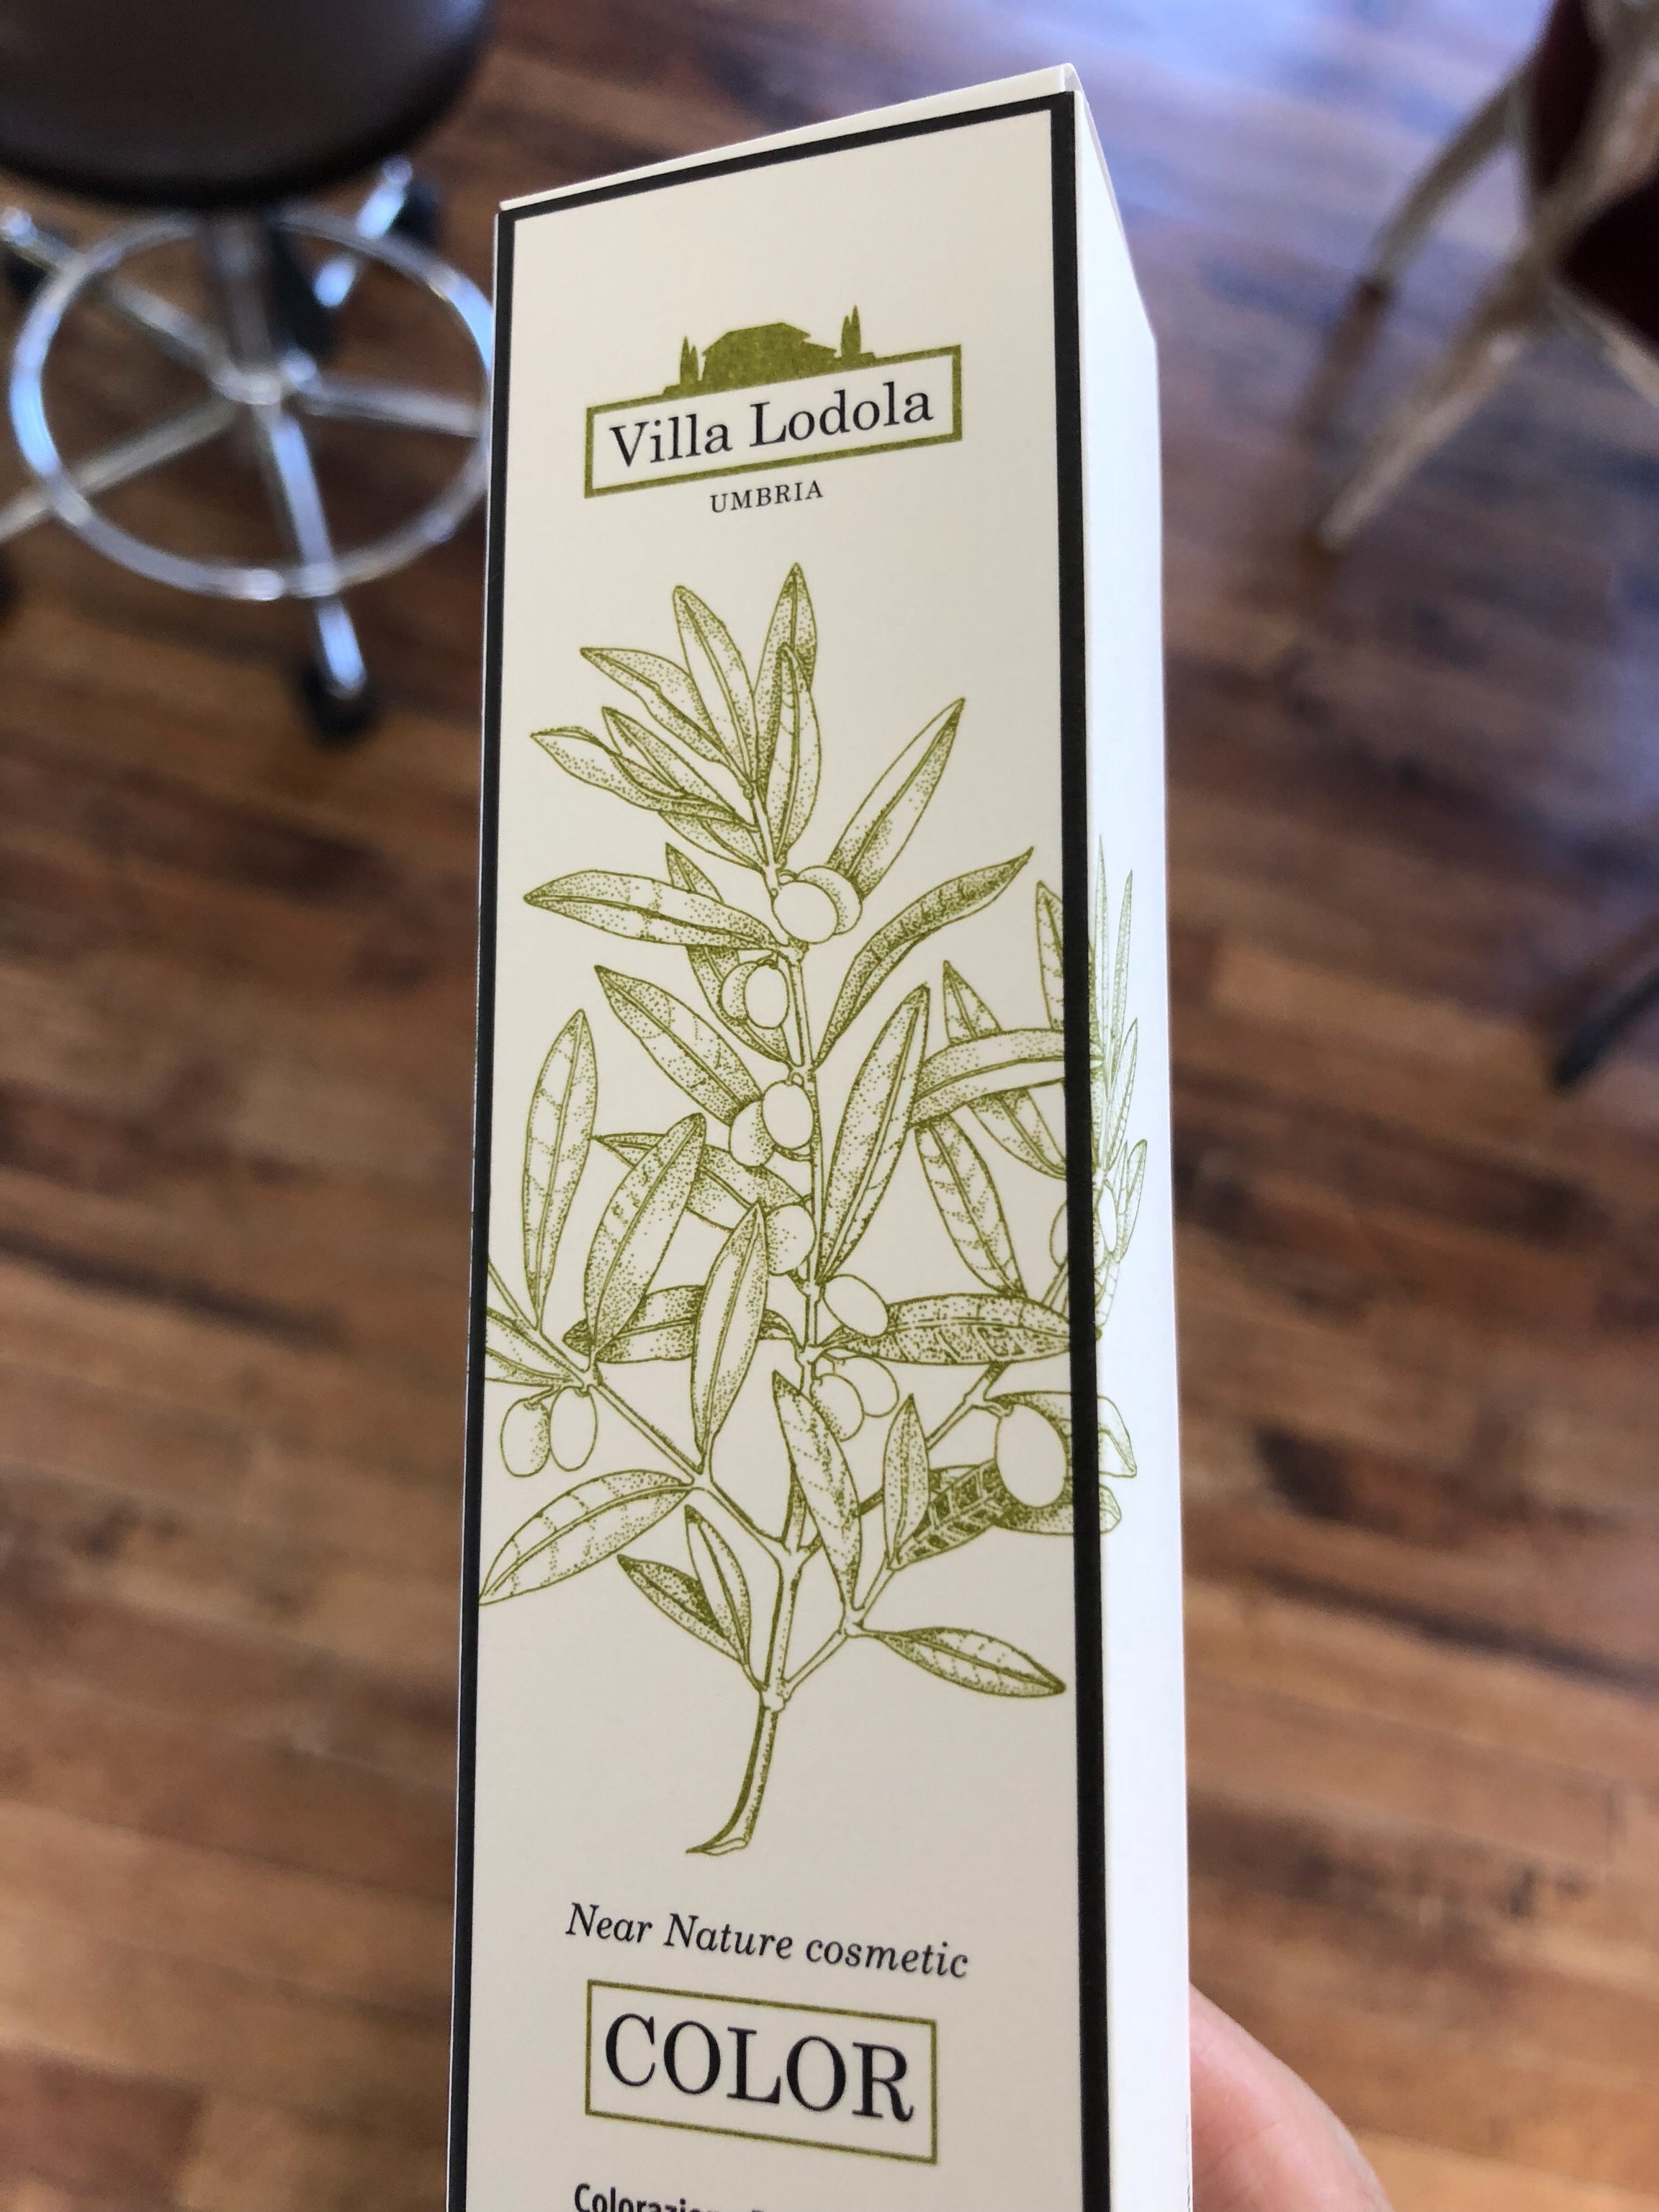 Villa Lodola
UMBRIA
Near Nature cosmetic
COLOR